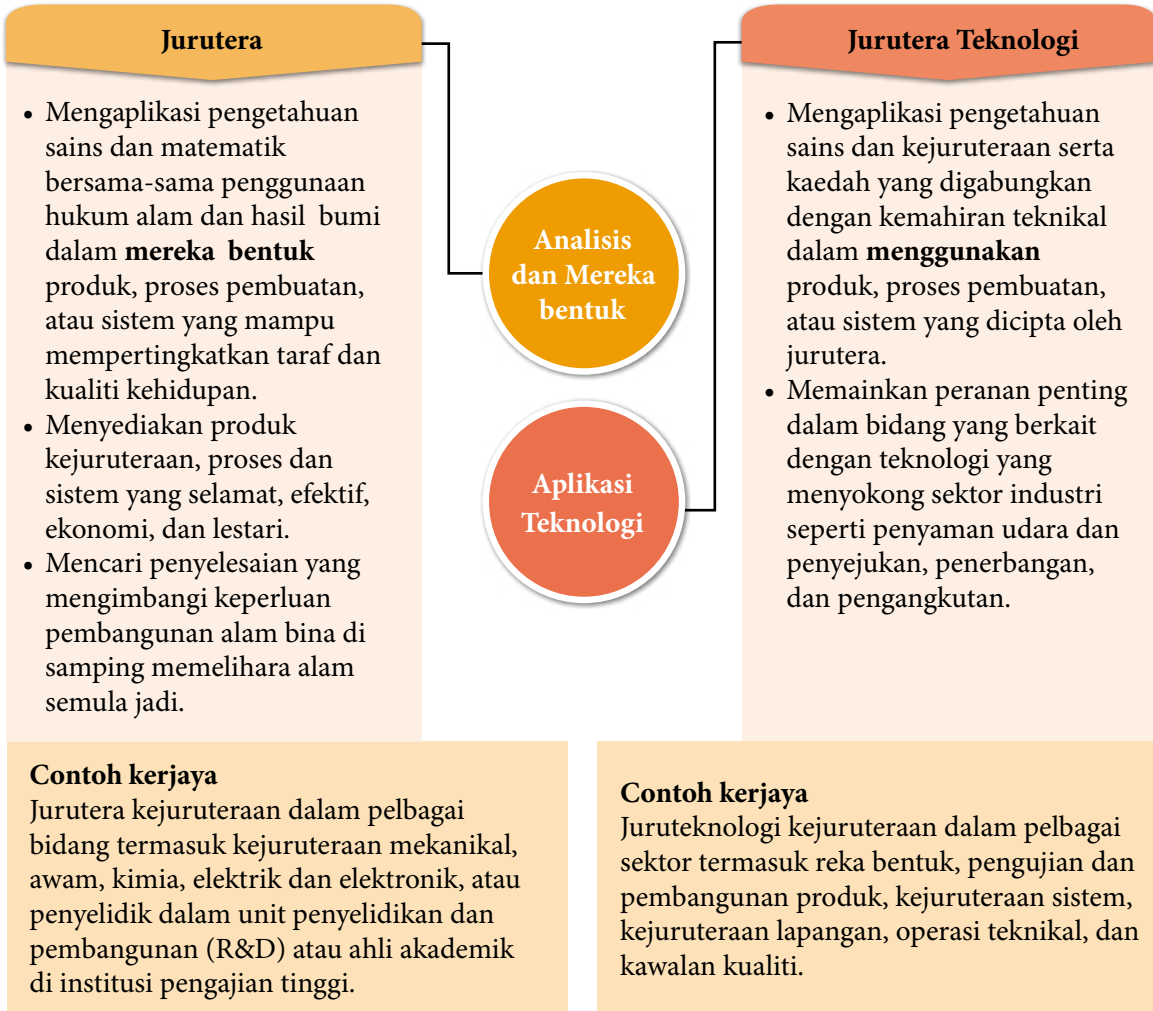 Jurutera
• Mengaplikasi pengetahuan
sains dan matematik
bersama-sama penggunaan
hukum alam dan hasil bumi
dalam mereka bentuk
produk, proses pembuatan,
atau sistem yang mampu
mempertingkatkan taraf dan
kualiti kehidupan.
• Menyediakan produk
kejuruteraan, proses dan
sistem yang selamat, efektif,
ekonomi, dan lestari.
• Mencari penyelesaian yang
mengimbangi keperluan
pembangunan alam bina di
samping memelihara alam
semula jadi.
Contoh kerjaya
Jurutera kejuruteraan dalam pelbagai
bidang termasuk kejuruteraan mekanikal,
awam, kimia, elektrik dan elektronik, atau
penyelidik dalam unit penyelidikan dan
pembangunan (R&D) atau ahli akademik
di institusi pengajian tinggi.
Analisis
dan Mereka
bentuk
Aplikasi
Teknologi
Jurutera Teknologi
• Mengaplikasi pengetahuan
sains dan kejuruteraan serta
kaedah yang digabungkan
dengan kemahiran teknikal
dalam menggunakan
produk, proses pembuatan,
atau sistem yang dicipta oleh
jurutera.
• Memainkan peranan penting
dalam bidang yang berkait
dengan teknologi yang
menyokong sektor industri
seperti penyaman udara dan
penyejukan, penerbangan,
dan pengangkutan.
Contoh kerjaya
Juruteknologi kejuruteraan dalam pelbagai
sektor termasuk reka bentuk, pengujian dan
pembangunan produk, kejuruteraan sistem,
kejuruteraan lapangan, operasi teknikal, dan
kawalan kualiti.